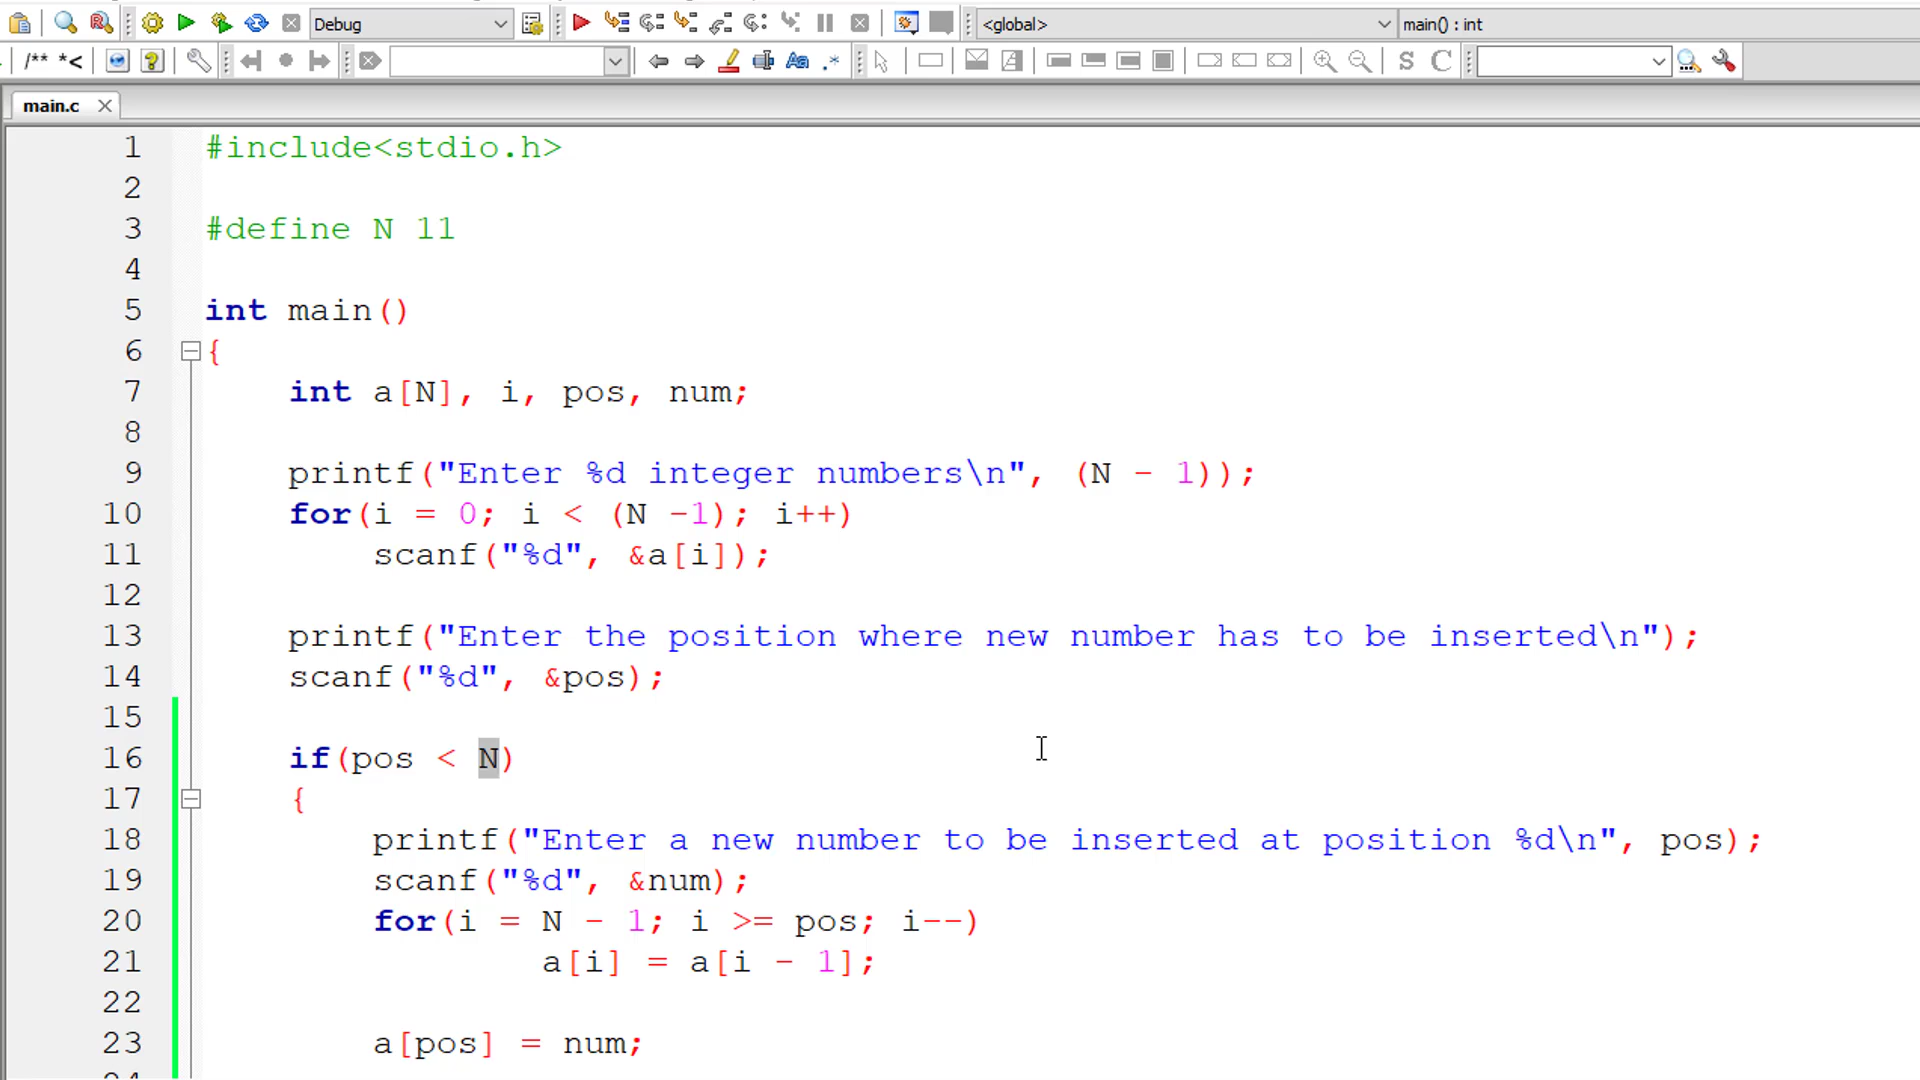 Debug
<global>
main() : int
/** *<
Aa
.*
S
C
main.c
1 #include<stdio.h>
2
3 #define N 11
4
5 int main()
6 {
7 int a[N], i, pos, num;
8
9 printf("Enter %d integer numbers\n", (N - 1));
10 for(i = 0; i < (N -1); i++)
11 scanf("%d", &a[i]);
12
13 printf("Enter the position where new number has to be inserted\n");
14 scanf("%d", &pos);
15
16 if(pos < N)
17 {
18 printf("Enter a new number to be inserted at position %d\n", pos);
19 scanf("%d", &num);
20 for(i = N - 1; i >= pos; i--)
21 a[i] = a[i - 1];
22
23 a[pos] = num;